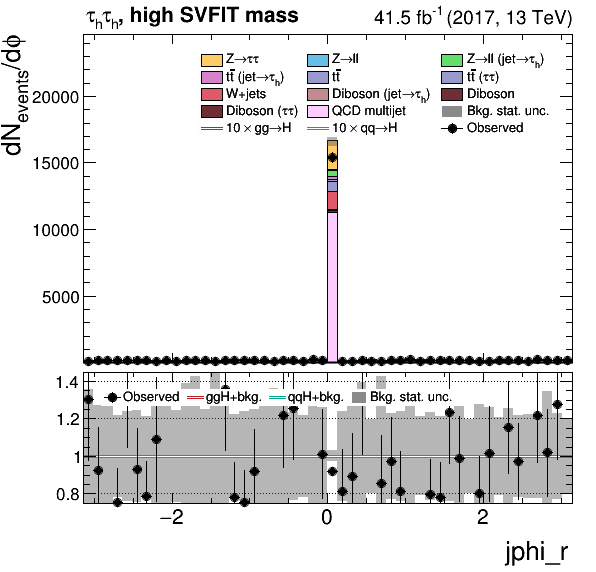 τhτh, high SVFIT mass 41.5 fb⁻¹ (2017, 13 TeV)
dNevents/dϕ
Z→ττ Z→ll Z→ll (jet→τh)
tt̄ (jet→τh) tt̄ tt̄ (ττ)
W+jets Diboson (jet→τh) Diboson
Diboson (ττ) QCD multijet Bkg. stat. unc.
10×gg→H 10×qq→H Observed
20000
15000
10000
5000
1.4
Observed ggH+bkg. qqH+bkg. Bkg. stat. unc.
1.2
1
0.8
−2 0 2
jphi_r